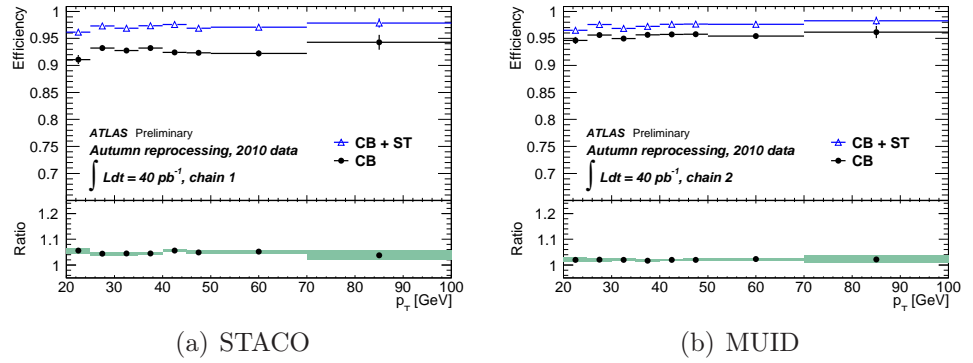 Efficiency
1
0.95
0.9
0.85
0.8
0.75
0.7
ATLAS Preliminary
Autumn reprocessing, 2010 data
∫ Ldt = 40 pb⁻¹, chain 1
CB + ST
CB
Ratio
1.2
1.1
1
20 30 40 50 60 70 80 90 100
p_T [GeV]
(a) STACO
Efficiency
1
0.95
0.9
0.85
0.8
0.75
0.7
ATLAS Preliminary
Autumn reprocessing, 2010 data
∫ Ldt = 40 pb⁻¹, chain 2
CB + ST
CB
Ratio
1.2
1.1
1
20 30 40 50 60 70 80 90 100
p_T [GeV]
(b) MUID